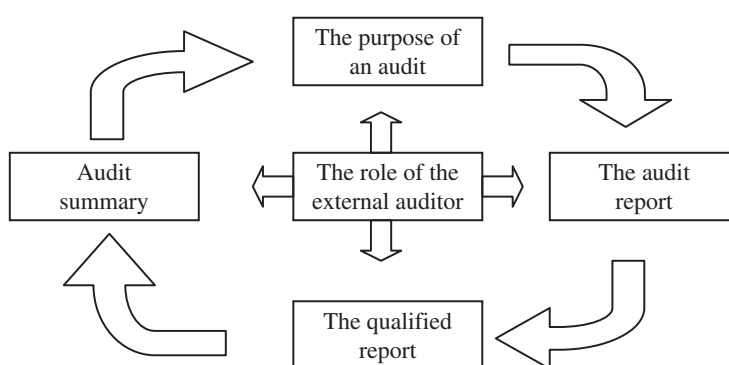 The purpose of
an audit
Audit
summary
The role of the
external auditor
The audit
report
The qualified
report